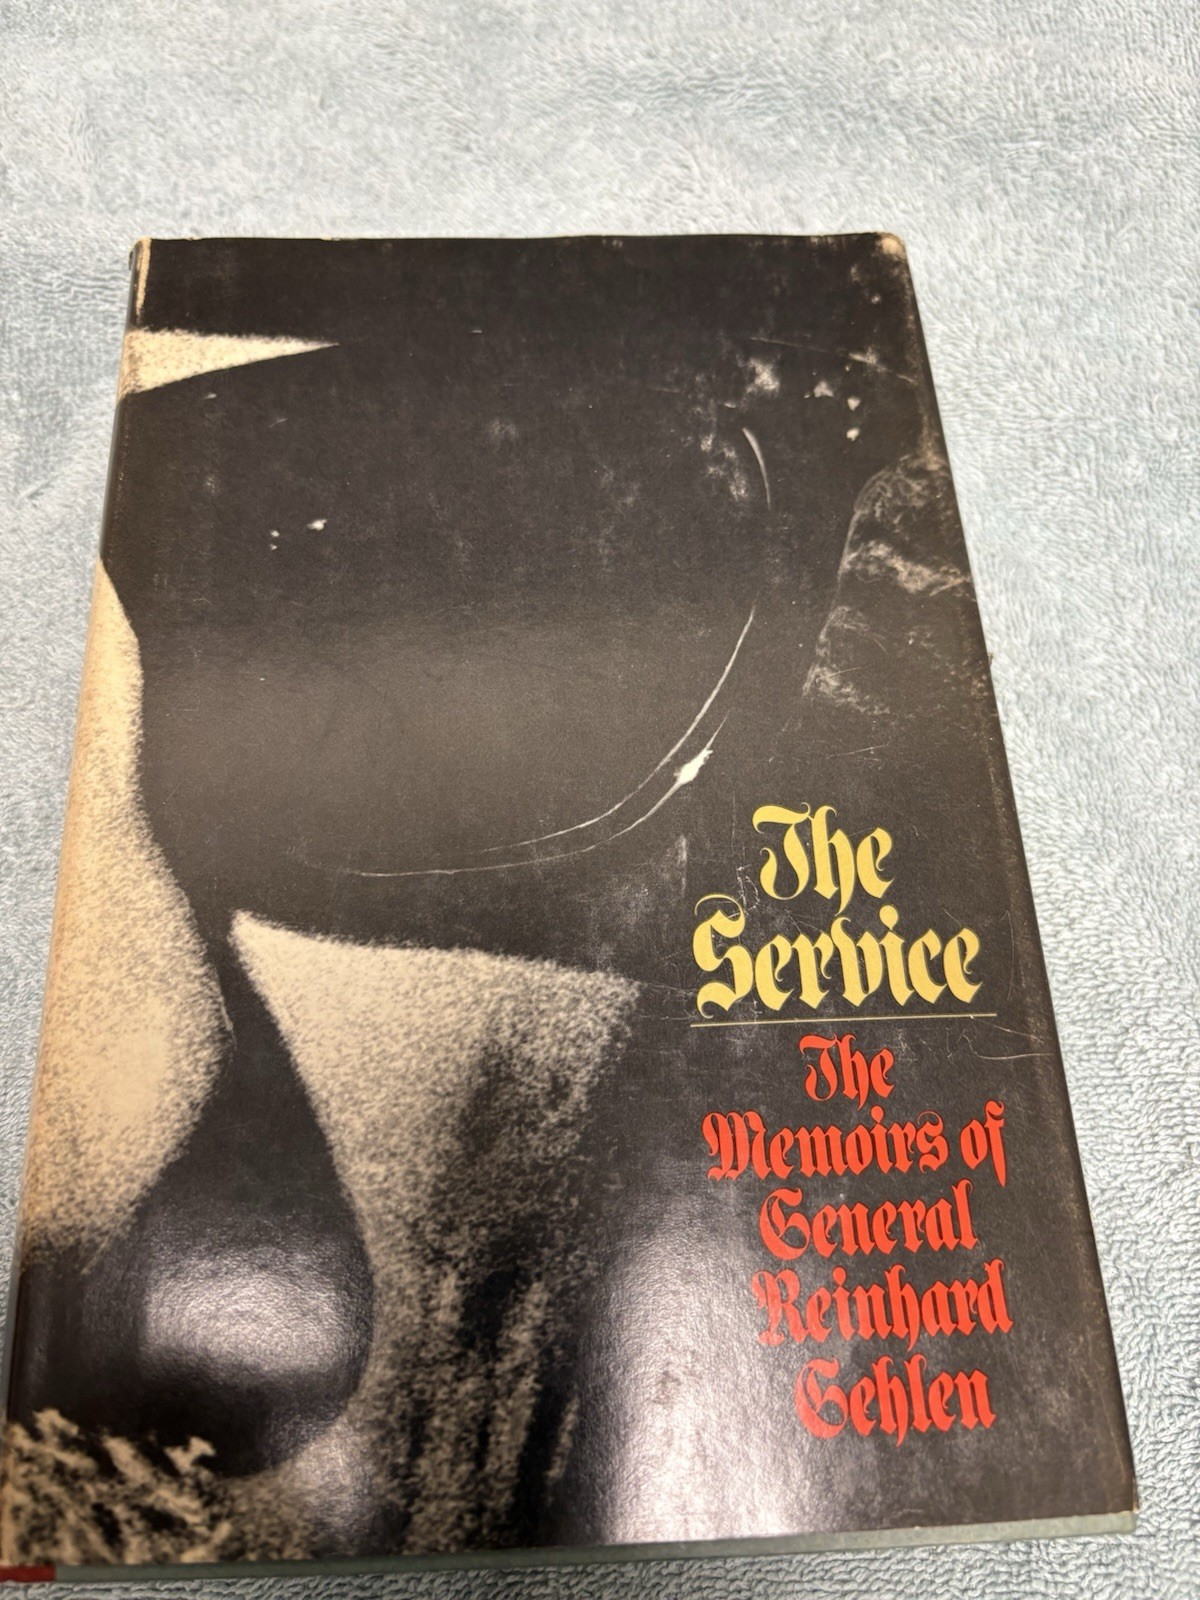 The
Service
The
Memoirs of
General
Reinhard
Gehlen